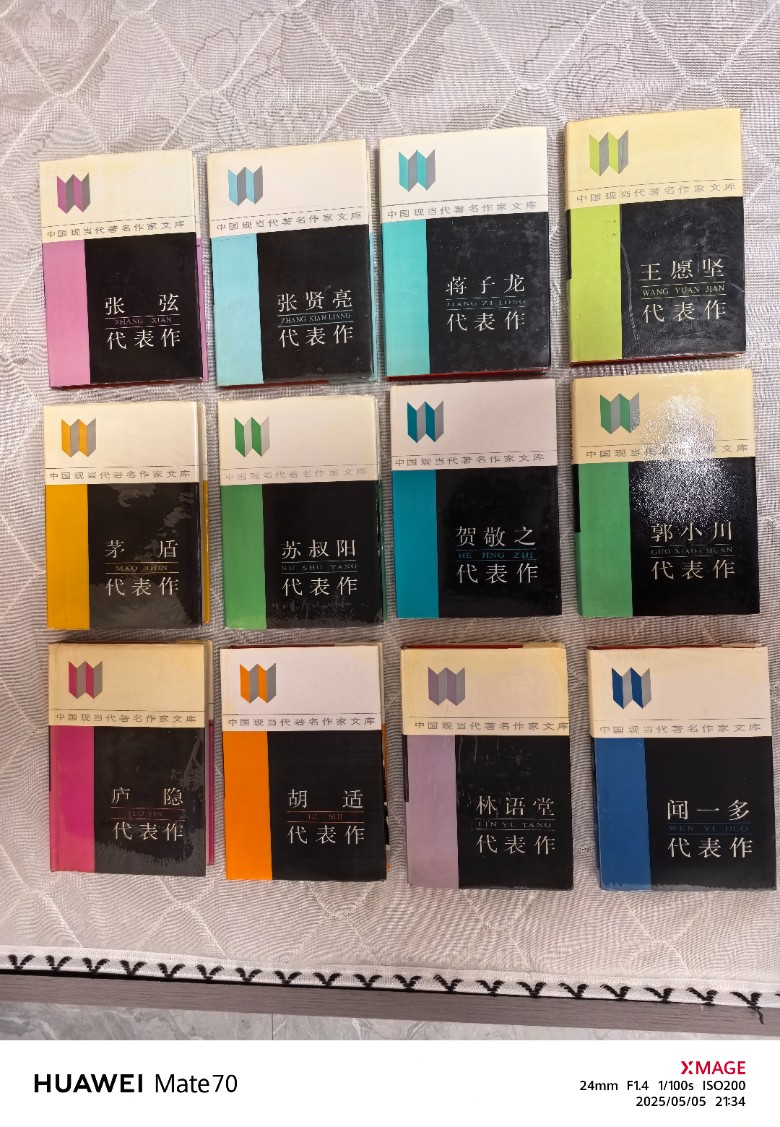 中国现当代著名作家文库
张弦
ZHANG XIAN
代表作
中国现当代著名作家文库
张贤亮
ZHANG XIAN LIANG
代表作
中国现当代著名作家文库
蒋子龙
JIANG ZI LONG
代表作
中国现当代著名作家文库
王愿坚
WANG YUAN JIAN
代表作
中国现当代著名作家文库
茅盾
MAO DUN
代表作
中国现当代著名作家文库
苏叔阳
SU SHU YANG
代表作
中国现当代著名作家文库
贺敬之
HE JING ZHI
代表作
中国现当代著名作家文库
郭小川
GUO XIAO CHUAN
代表作
中国现当代著名作家文库
庐隐
LU YIN
代表作
中国现当代著名作家文库
胡适
HU SHI
代表作
中国现当代著名作家文库
林语堂
LIN YU TANG
代表作
中国现当代著名作家文库
闻一多
WEN YI DUO
代表作
HUAWEI Mate70
XMAGE
24mm F1.4 1/100s ISO200
2025/05/05 21:34